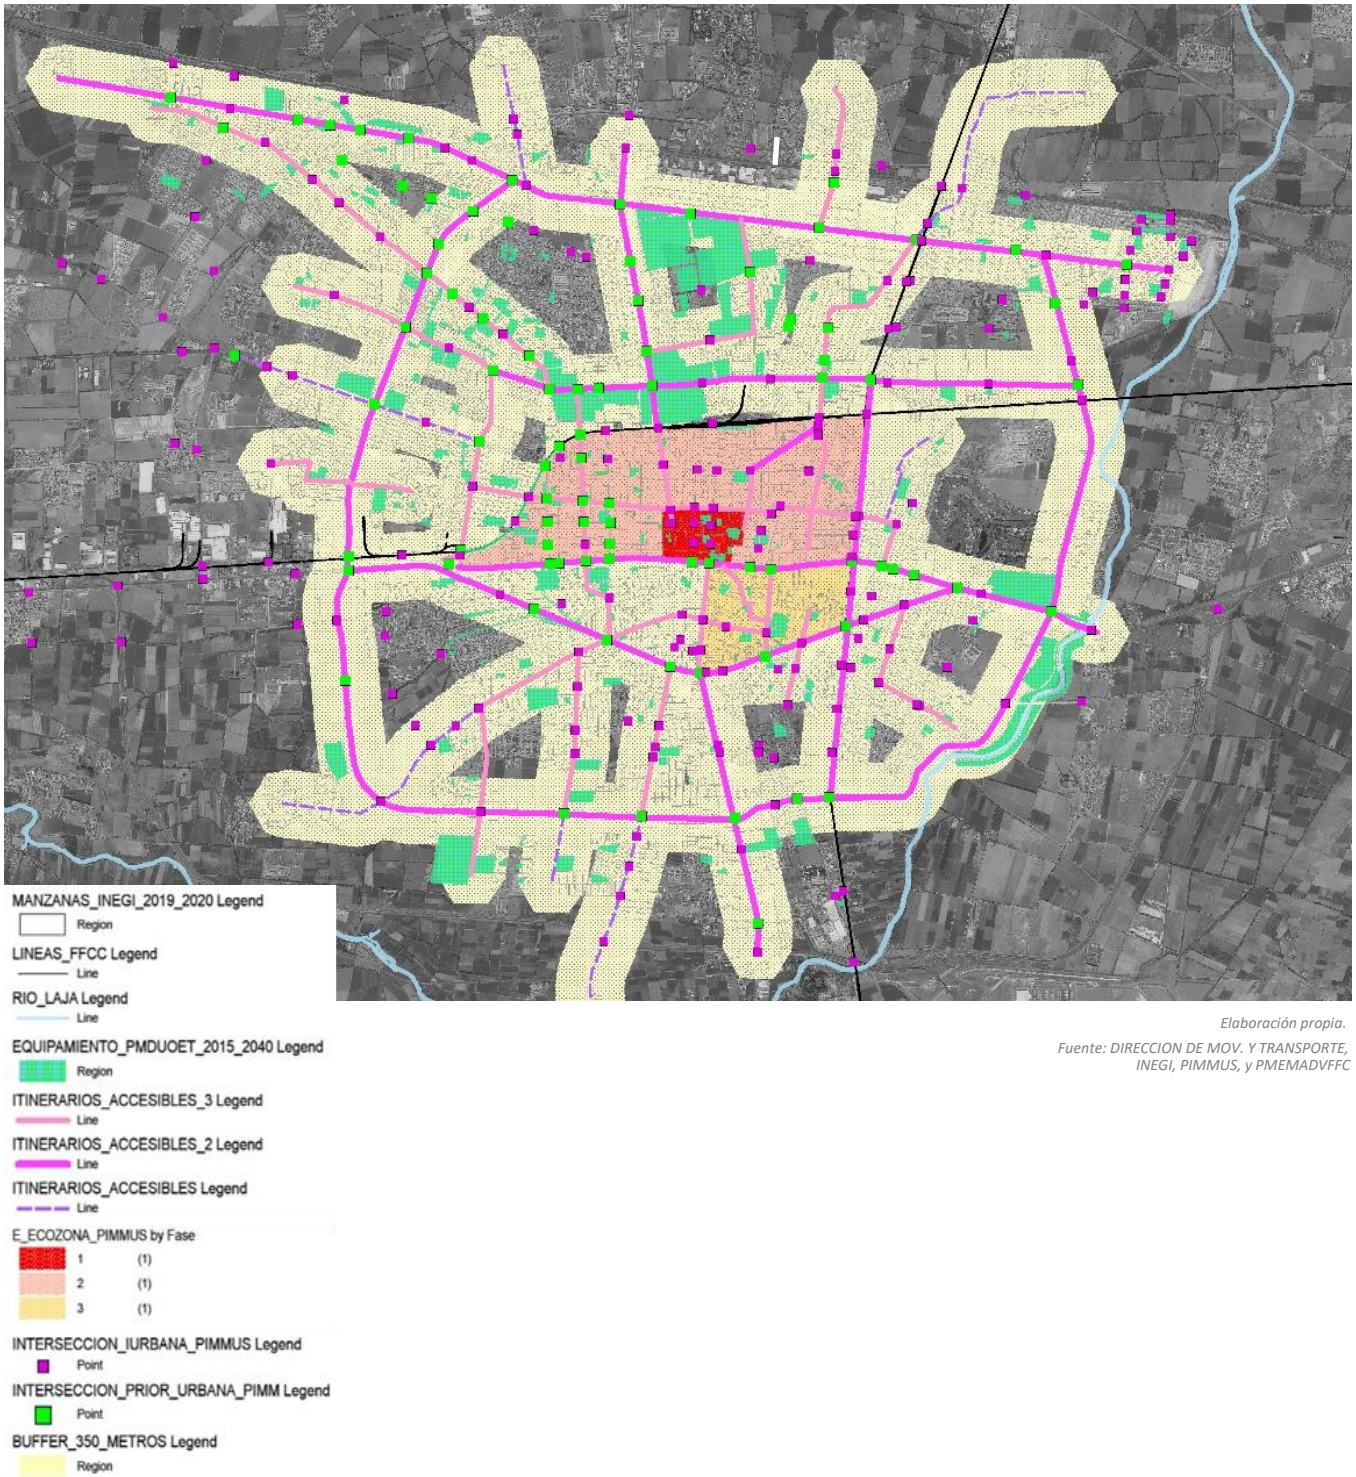 MANZANAS_INEGI_2019_2020 Legend
Region
LINEAS_FFCC Legend
Line
RIO_LAJA Legend
Line
EQUIPAMIENTO_PMDUOET_2015_2040 Legend
Region
ITINERARIOS_ACCESIBLES_3 Legend
Line
ITINERARIOS_ACCESIBLES_2 Legend
Line
ITINERARIOS_ACCESIBLES Legend
Line
E_ECOZONA_PIMMUS by Fase
1 (1)
2 (1)
3 (1)
INTERSECCION_IURBANA_PIMMUS Legend
Point
INTERSECCION_PRIOR_URBANA_PIMM Legend
Point
BUFFER_350_METROS Legend
Region
Elaboración propia.
Fuente: DIRECCION DE MOV. Y TRANSPORTE,
INEGI, PIMMUS, y PMEMADVFFC